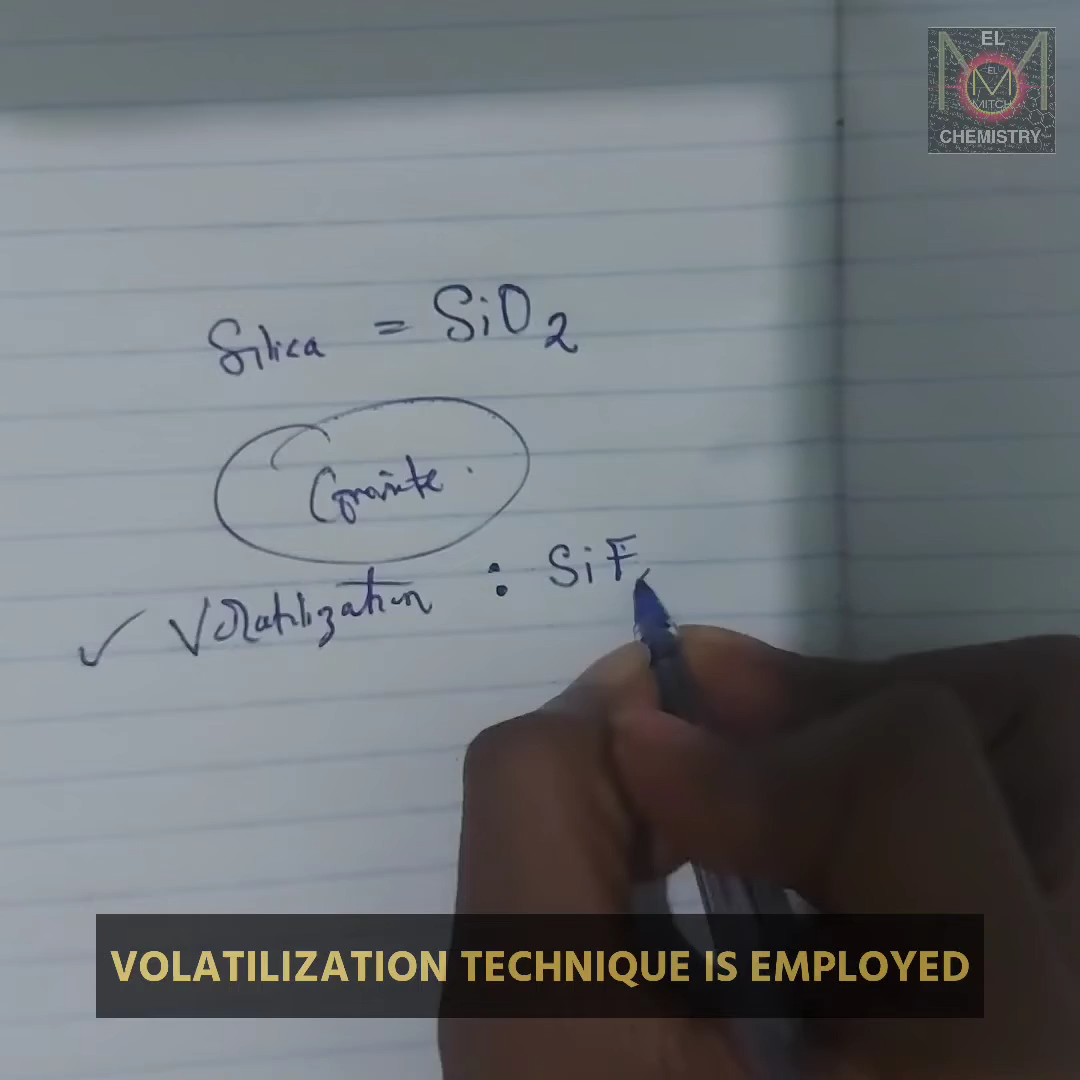 EL
EL
MITCH
CHEMISTRY
Silica = SiO2
Granite.
✓ Volatilization : SiF
VOLATILIZATION TECHNIQUE IS EMPLOYED